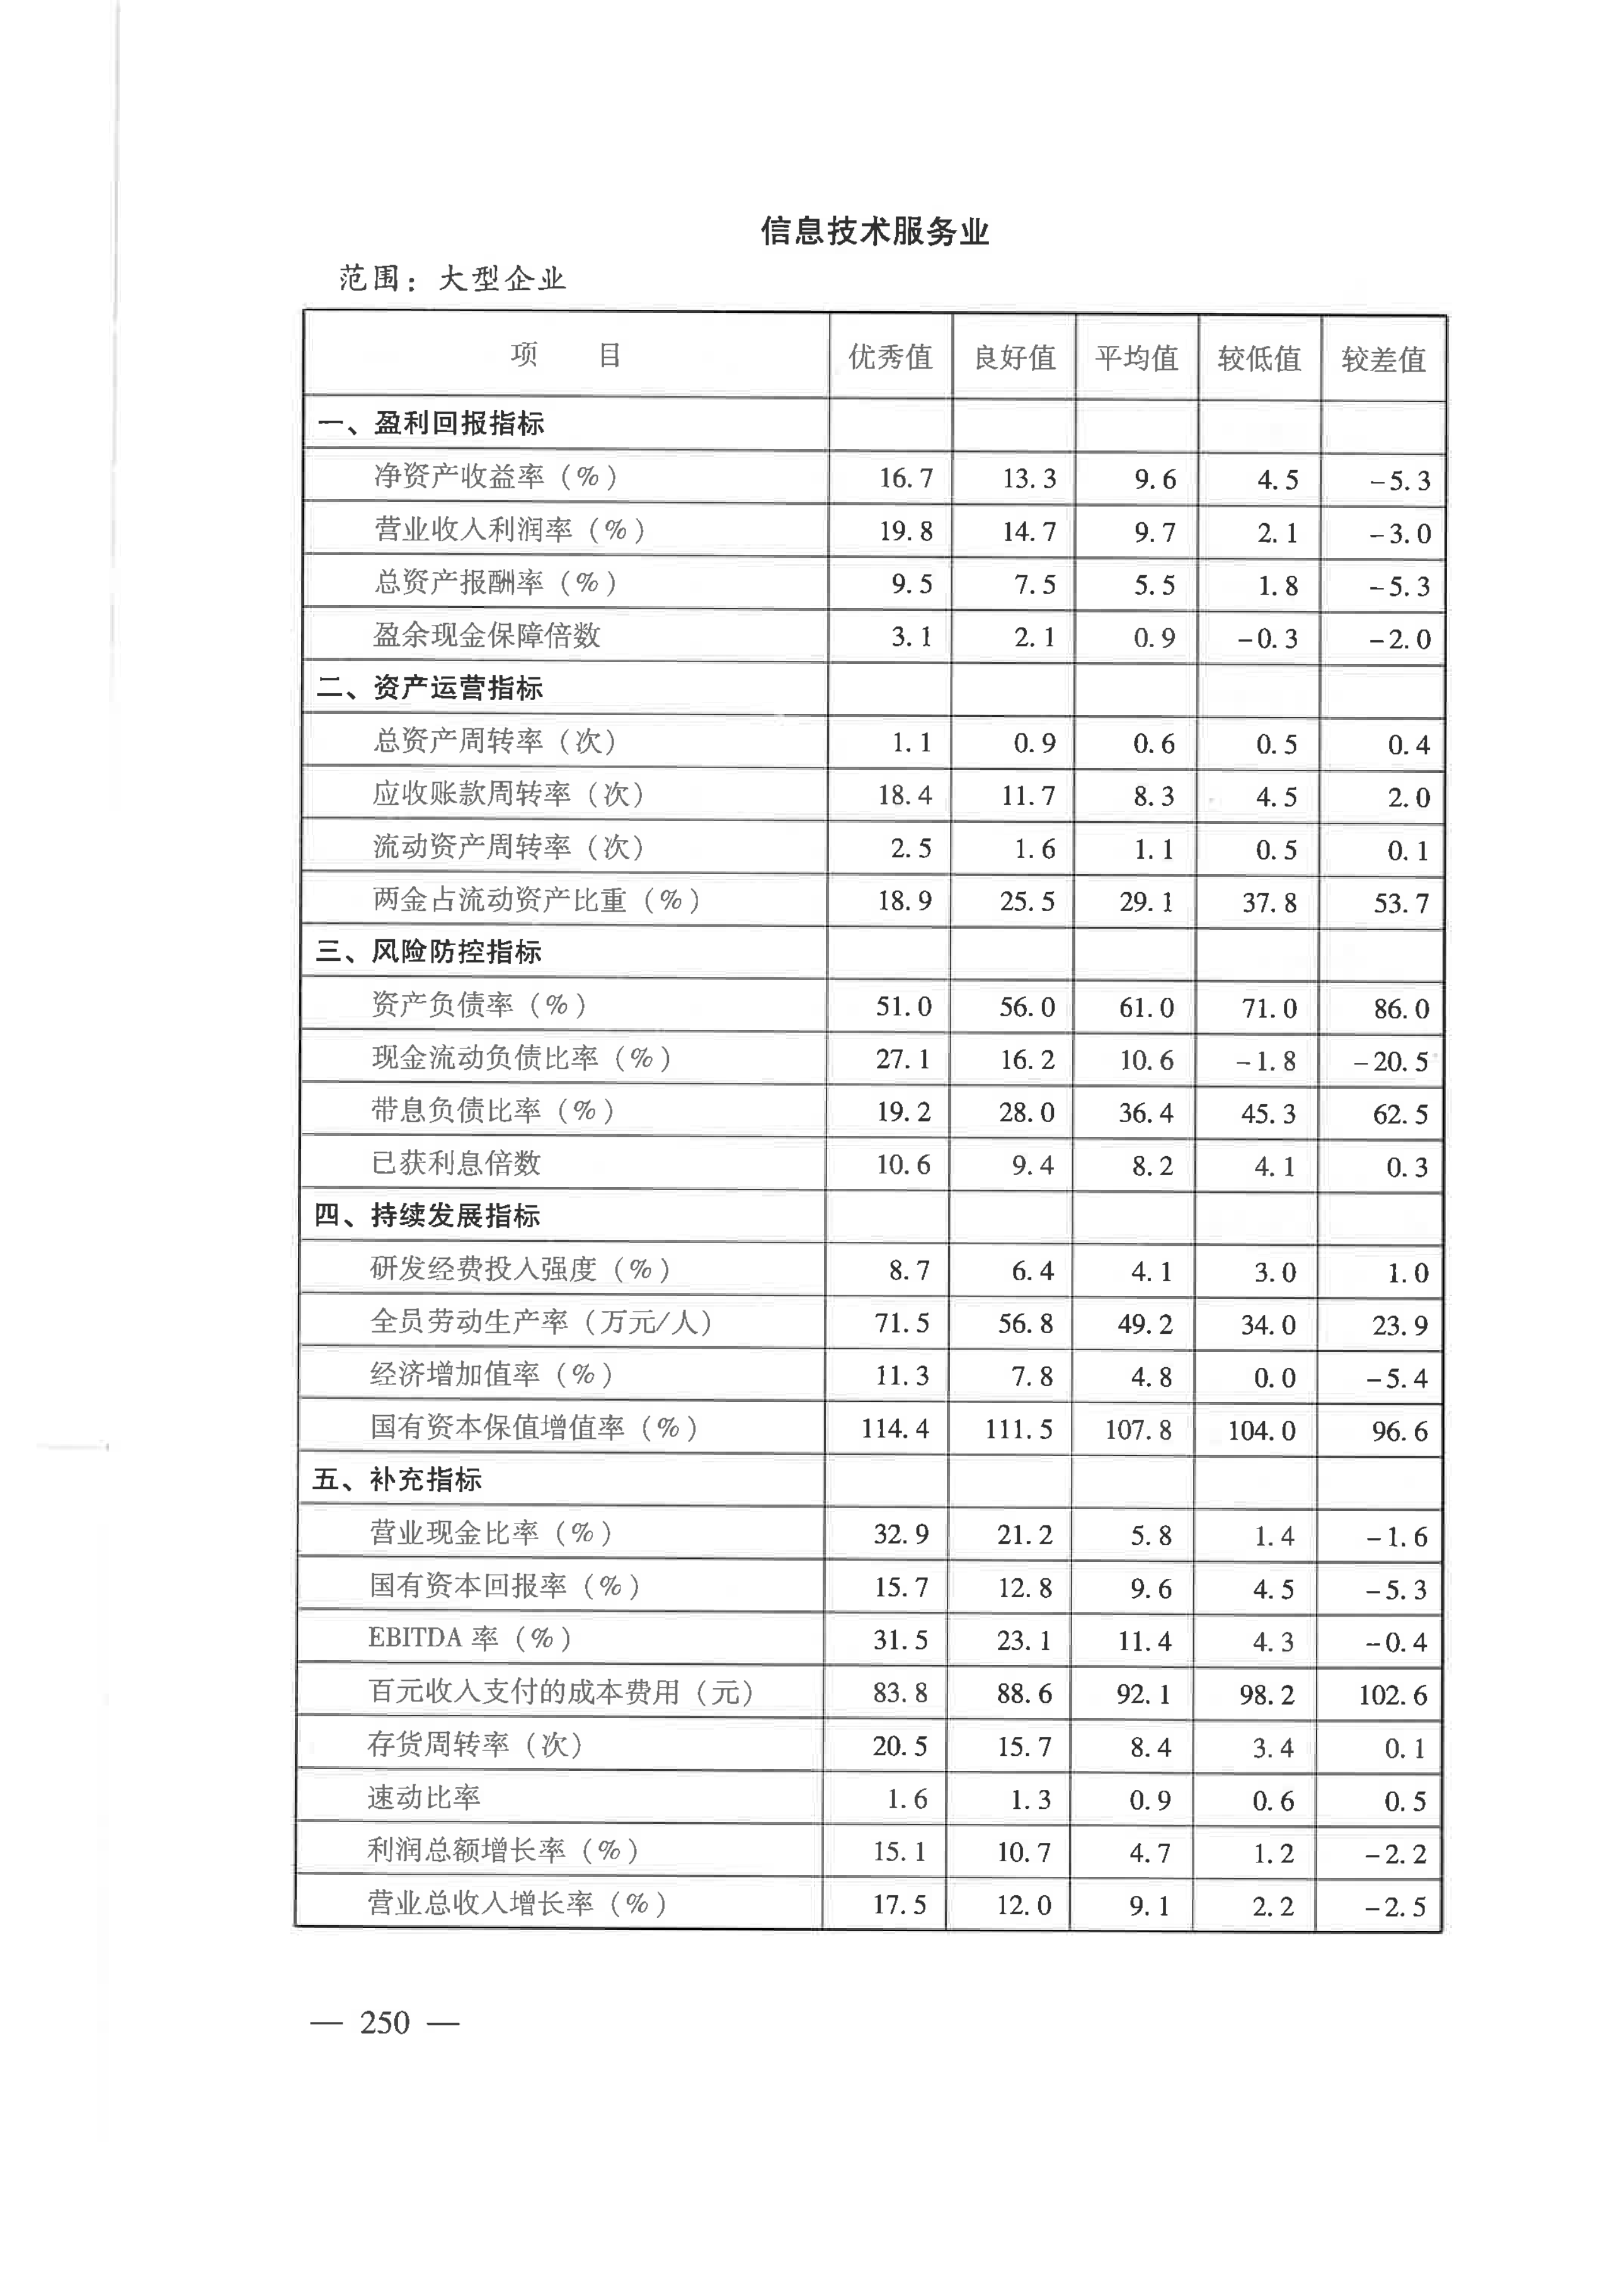 信息技术服务业
范围：大型企业
项 目 优秀值 良好值 平均值 较低值 较差值
一、盈利回报指标
净资产收益率（%） 16.7 13.3 9.6 4.5 -5.3
营业收入利润率（%） 19.8 14.7 9.7 2.1 -3.0
总资产报酬率（%） 9.5 7.5 5.5 1.8 -5.3
盈余现金保障倍数 3.1 2.1 0.9 -0.3 -2.0
二、资产运营指标
总资产周转率（次） 1.1 0.9 0.6 0.5 0.4
应收账款周转率（次） 18.4 11.7 8.3 4.5 2.0
流动资产周转率（次） 2.5 1.6 1.1 0.5 0.1
两金占流动资产比重（%） 18.9 25.5 29.1 37.8 53.7
三、风险防控指标
资产负债率（%） 51.0 56.0 61.0 71.0 86.0
现金流动负债比率（%） 27.1 16.2 10.6 -1.8 -20.5
带息负债比率（%） 19.2 28.0 36.4 45.3 62.5
已获利息倍数 10.6 9.4 8.2 4.1 0.3
四、持续发展指标
研发经费投入强度（%） 8.7 6.4 4.1 3.0 1.0
全员劳动生产率（万元/人） 71.5 56.8 49.2 34.0 23.9
经济增加值率（%） 11.3 7.8 4.8 0.0 -5.4
国有资本保值增值率（%） 114.4 111.5 107.8 104.0 96.6
五、补充指标
营业现金比率（%） 32.9 21.2 5.8 1.4 -1.6
国有资本回报率（%） 15.7 12.8 9.6 4.5 -5.3
EBITDA 率（%） 31.5 23.1 11.4 4.3 -0.4
百元收入支付的成本费用（元） 83.8 88.6 92.1 98.2 102.6
存货周转率（次） 20.5 15.7 8.4 3.4 0.1
速动比率 1.6 1.3 0.9 0.6 0.5
利润总额增长率（%） 15.1 10.7 4.7 1.2 -2.2
营业总收入增长率（%） 17.5 12.0 9.1 2.2 -2.5
— 250 —